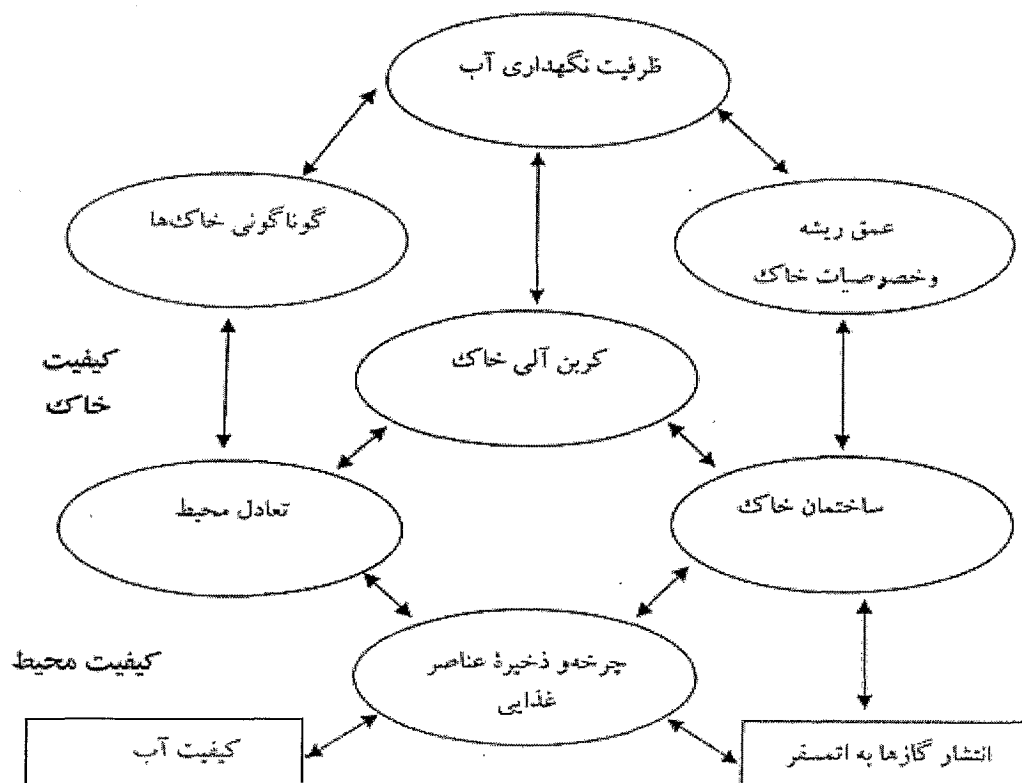 ظرفیت نگهداری آب
گوناگونی خاک‌ها
عمق ریشه
وخصوصیات خاک
کیفیت
خاک
کربن آلی خاک
تعادل محیط
ساختمان خاک
کیفیت محیط
چرخه‌و ذخیرهٔ عناصر
غذایی
کیفیت آب
انتشار گازها به اتمسفر